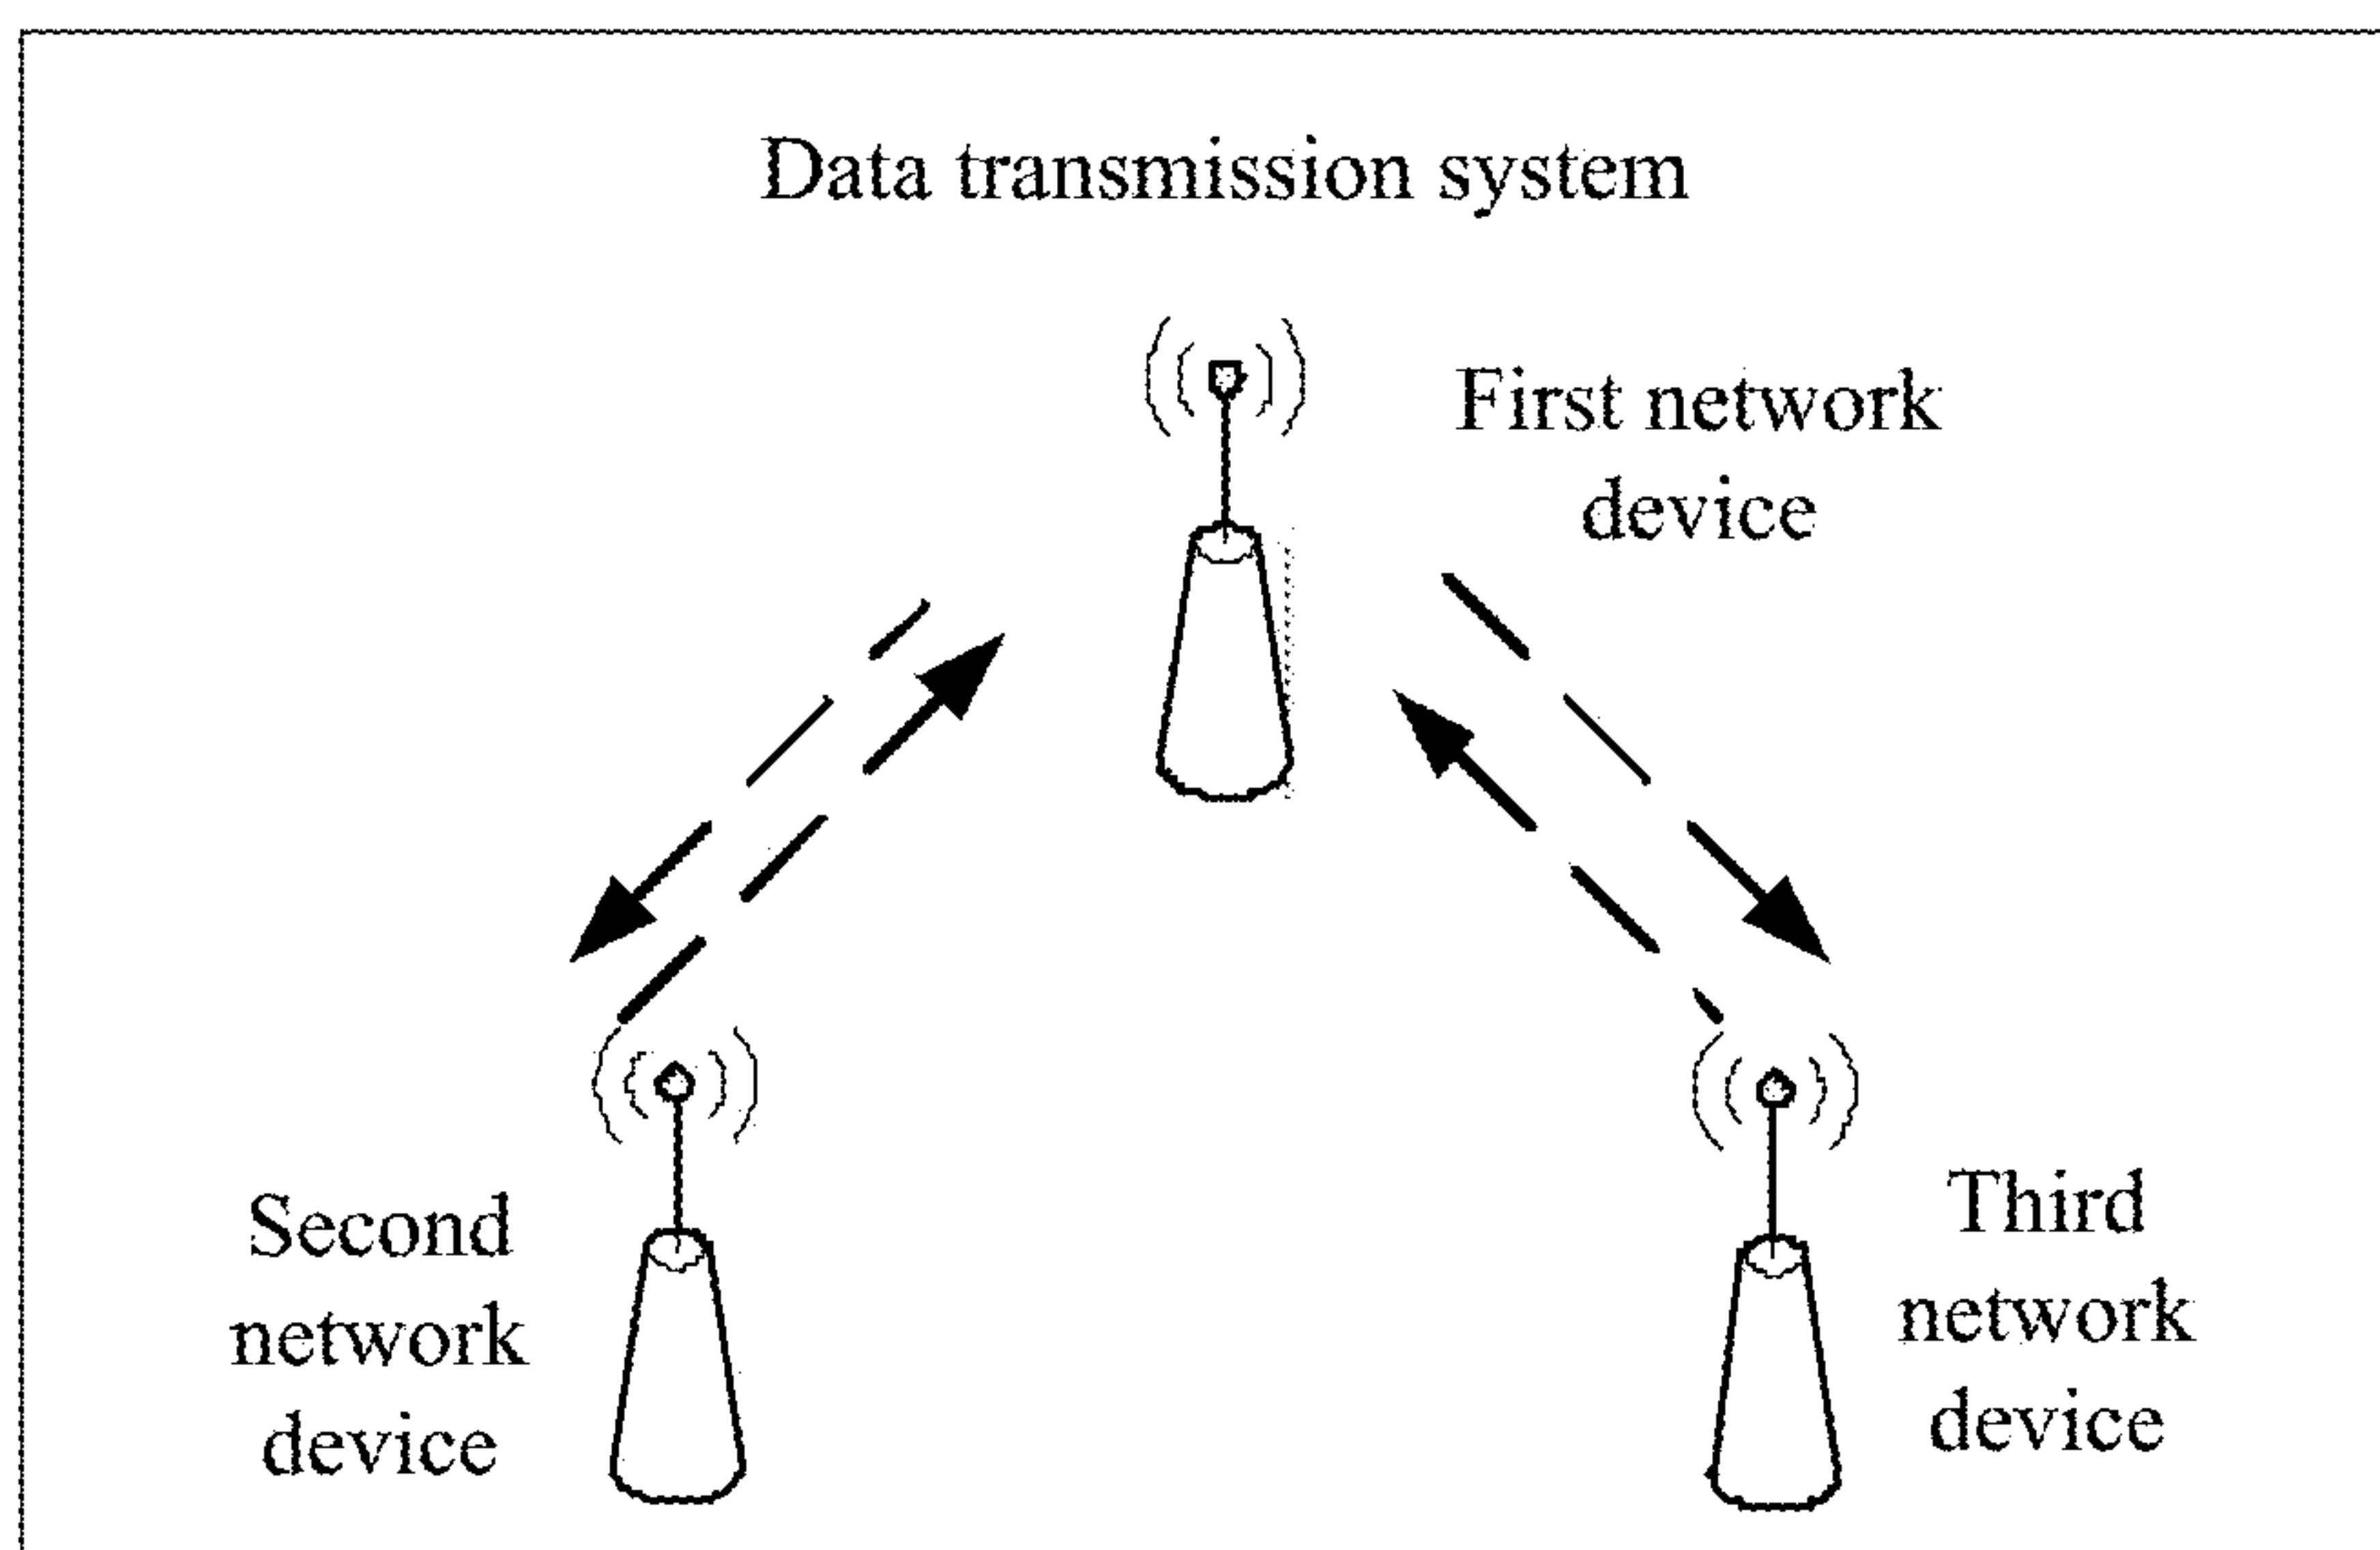 Data transmission system
First network
device
Second
network
device
Third
network
device